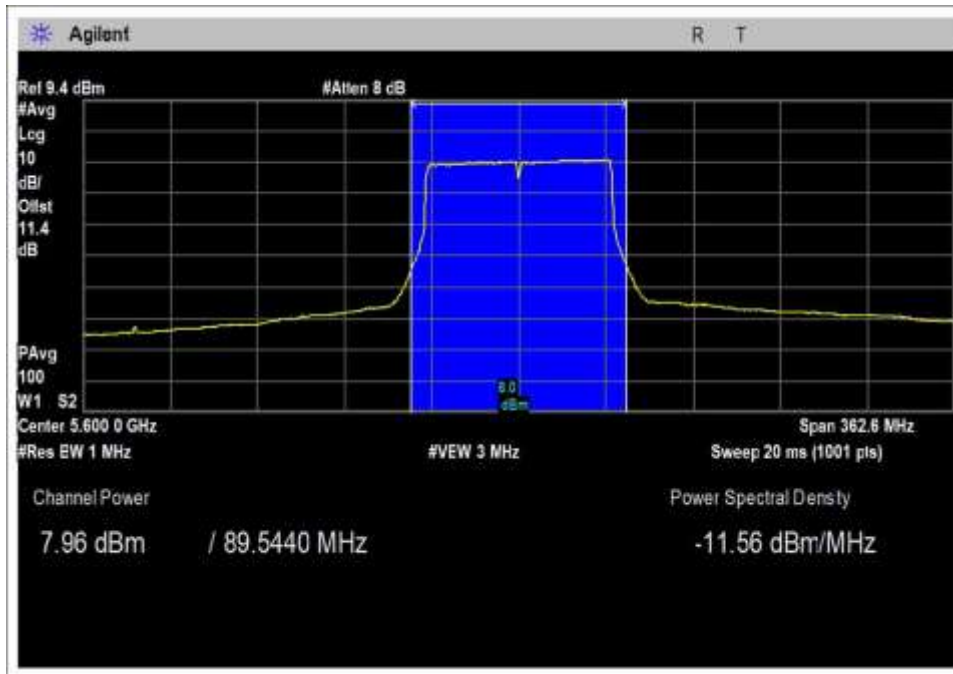 Agilent
R T
Ref 9.4 dBm #Atten 8 dB
#Avg
Log
10
dB/
Offst
11.4
dB
PAvg
100
W1 S2
8.0
dBm
Center 5.600 0 GHz Span 362.6 MHz
#Res BW 1 MHz #VBW 3 MHz Sweep 20 ms (1001 pts)
Channel Power Power Spectral Density
7.96 dBm / 89.5440 MHz -11.56 dBm/MHz